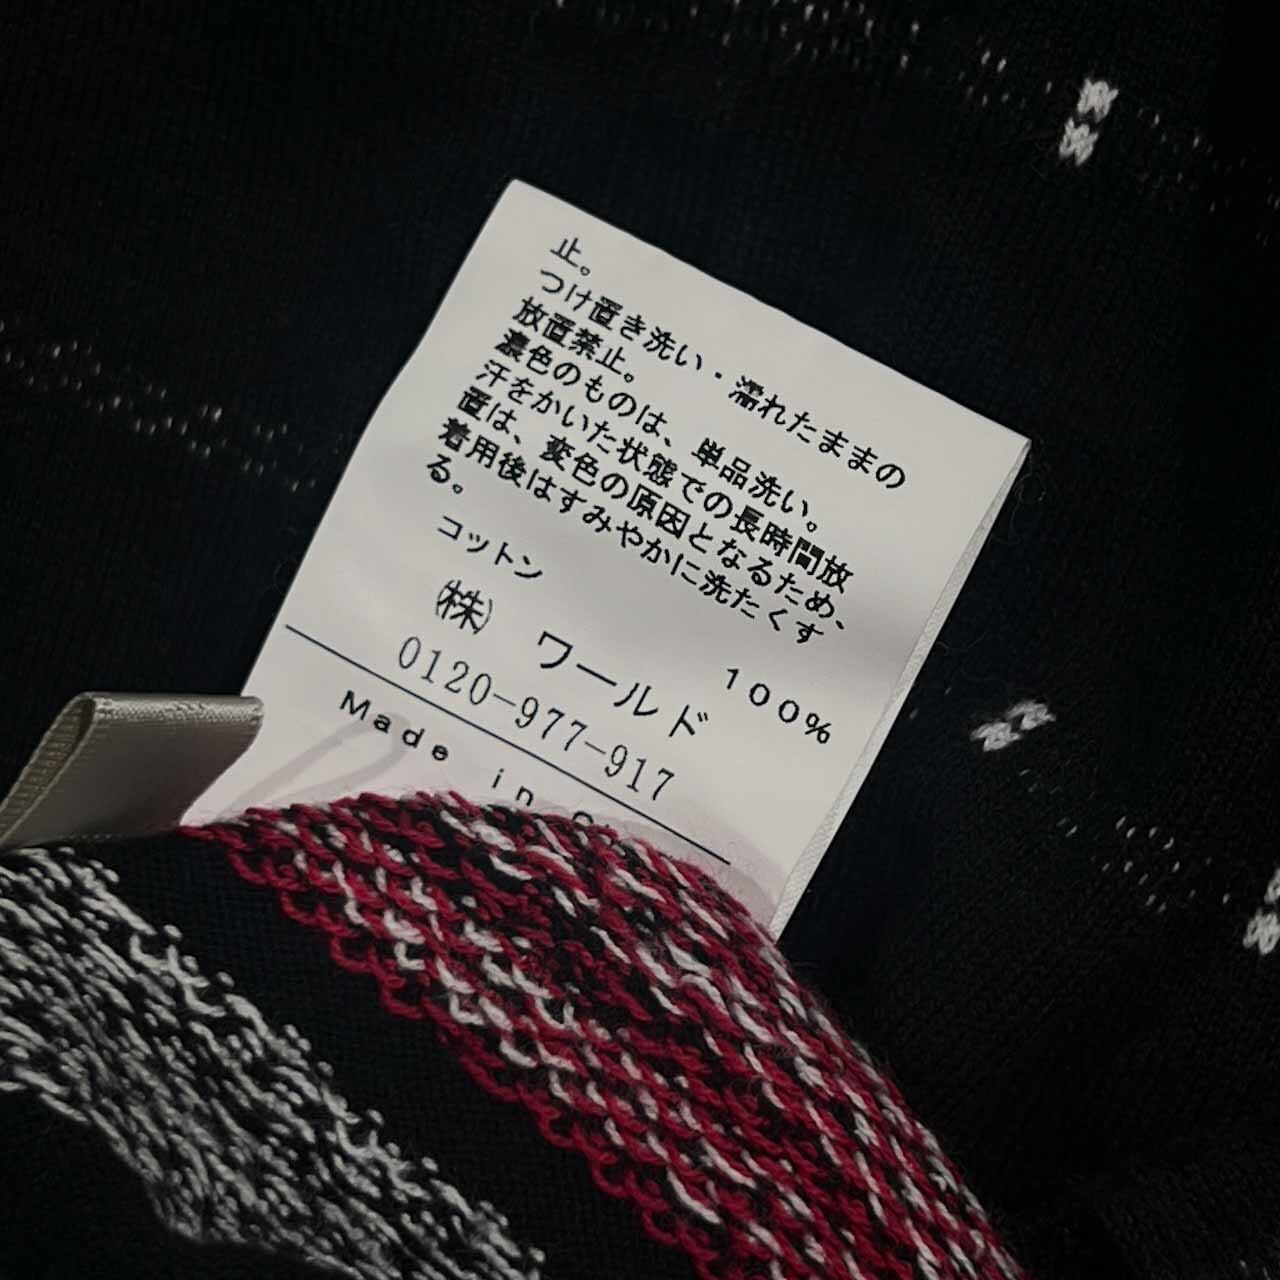 止。
つけ置き洗い・濡れたままの
放置禁止。
濃色のものは、単品洗い。
汗をかいた状態での長時間放
置は、変色の原因となるため、
着用後はすみやかに洗たくす
る。
コットン 100%
㈱ ワールド
0120-977-917
Made in